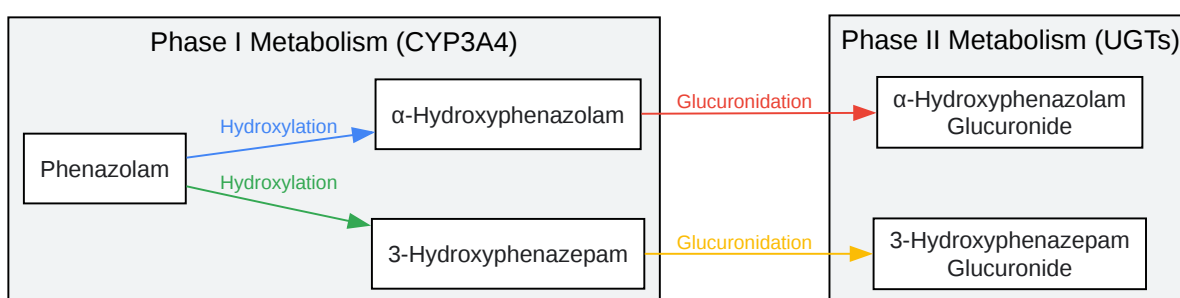 Phase I Metabolism (CYP3A4)
Phenazolam
Hydroxylation
Hydroxylation
α-Hydroxyphenazolam
3-Hydroxyphenazepam
Glucuronidation
Glucuronidation
Phase II Metabolism (UGTs)
α-Hydroxyphenazolam
Glucuronide
3-Hydroxyphenazepam
Glucuronide